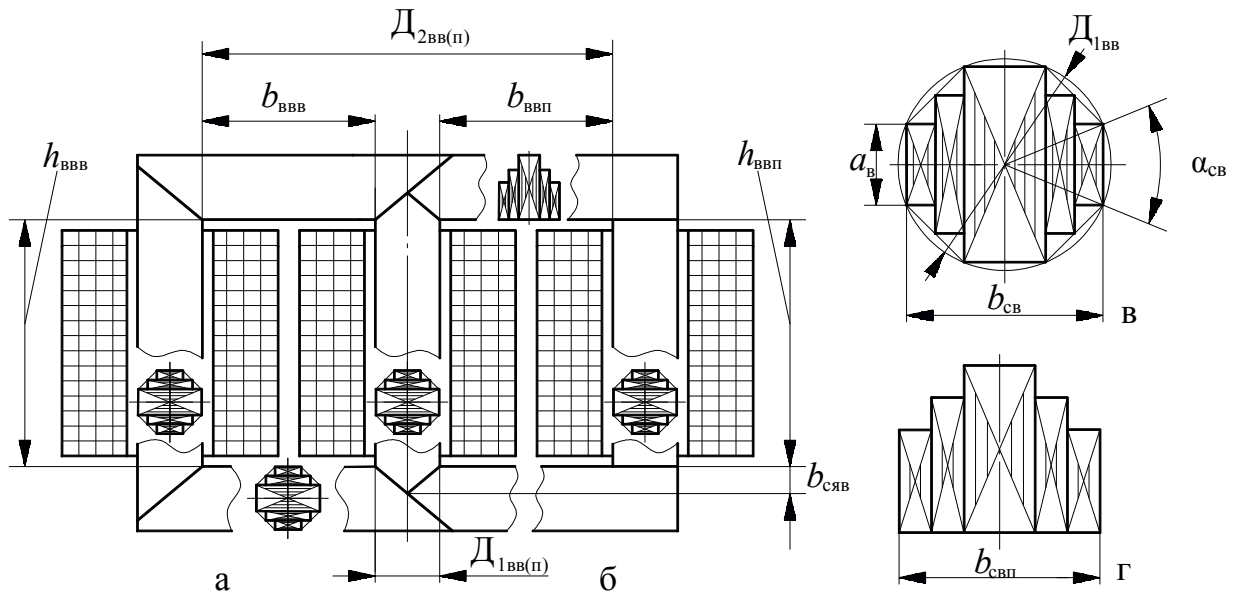 Д2вв(п)
bввв
bввп
hввв
hввп
bсяв
Д1вв(п)
а
б
Д1вв
aв
αсв
bсв
в
bсвп
г